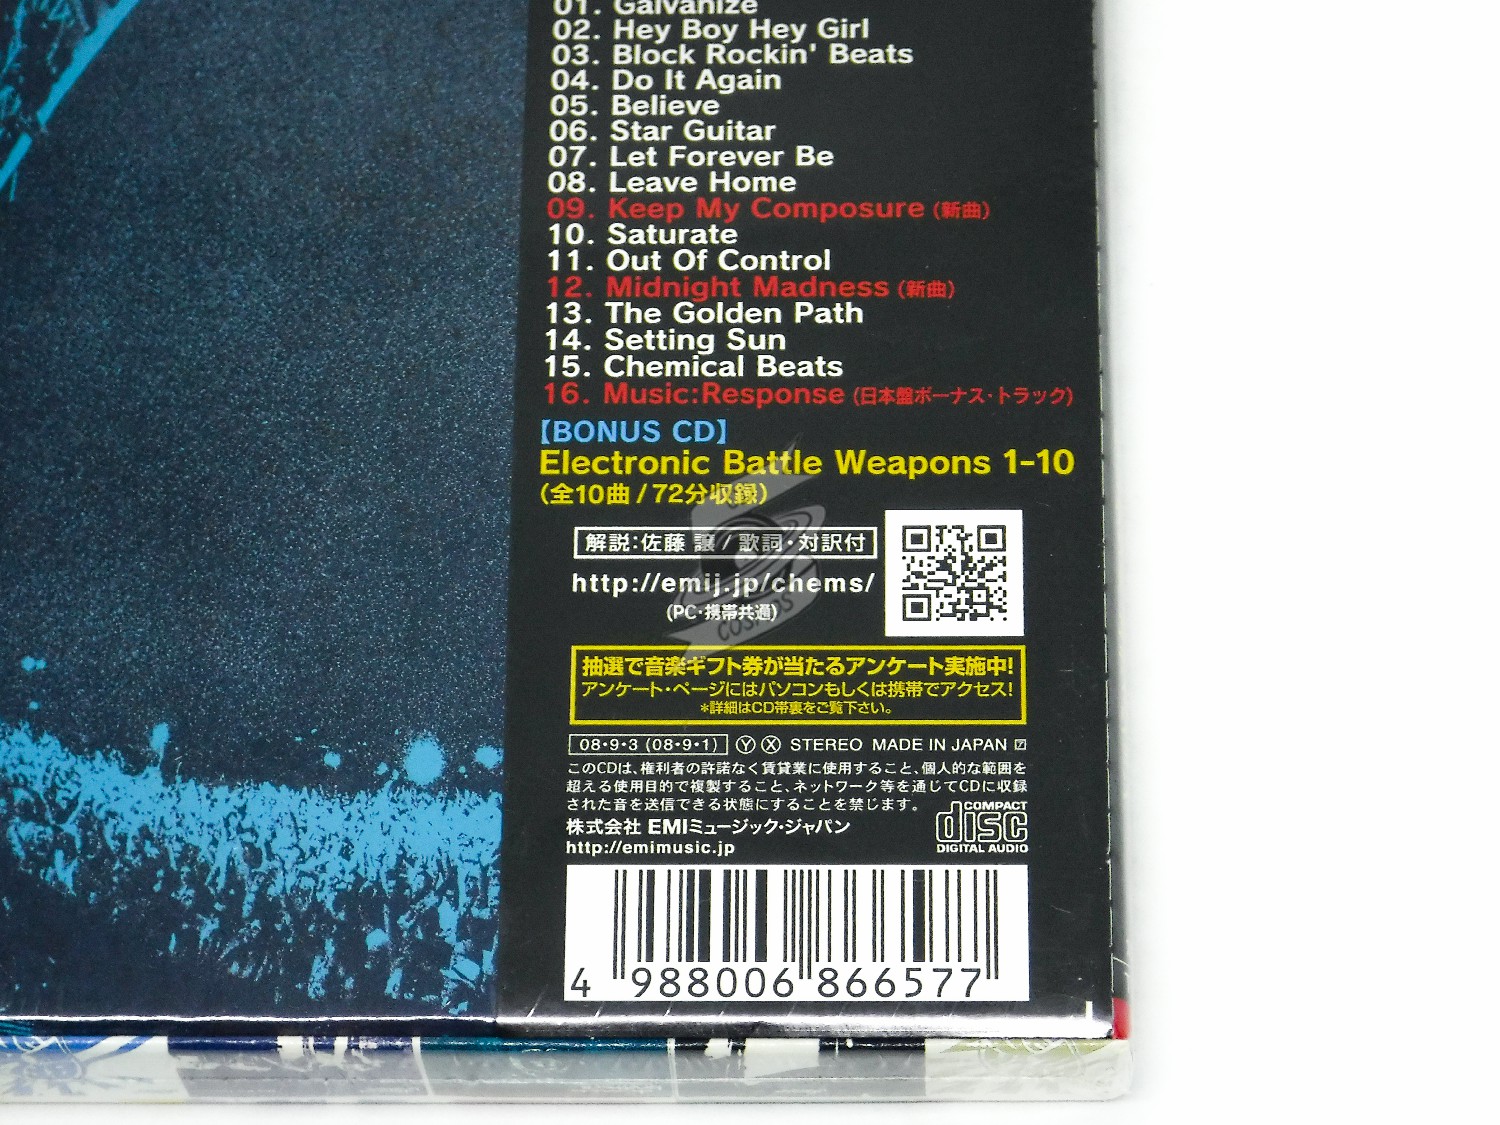 01. Galvanize
02. Hey Boy Hey Girl
03. Block Rockin' Beats
04. Do It Again
05. Believe
06. Star Guitar
07. Let Forever Be
08. Leave Home
09. Keep My Composure (新曲)
10. Saturate
11. Out Of Control
12. Midnight Madness (新曲)
13. The Golden Path
14. Setting Sun
15. Chemical Beats
16. Music:Response (日本盤ボーナス・トラック)
【BONUS CD】
Electronic Battle Weapons 1-10
(全10曲 / 72分収録)
解説:佐藤 譲 / 歌詞・対訳付
http://emij.jp/chems/
(PC・携帯共通)
COSMOS
抽選で音楽ギフト券が当たるアンケート実施中!
アンケート・ページにはパソコンもしくは携帯でアクセス!
*詳細はCD帯裏をご覧下さい。
08・9・3 (08・9・1) Ⓨ Ⓧ STEREO MADE IN JAPAN
このCDは、権利者の許諾なく賃貸業に使用すること、個人的な範囲を
超える使用目的で複製すること、ネットワーク等を通じてCDに収録
された音を送信できる状態にすることを禁じます。
株式会社 EMIミュージック・ジャパン
http://emimusic.jp
COMPACT
disc
DIGITAL AUDIO
4 988006 866577